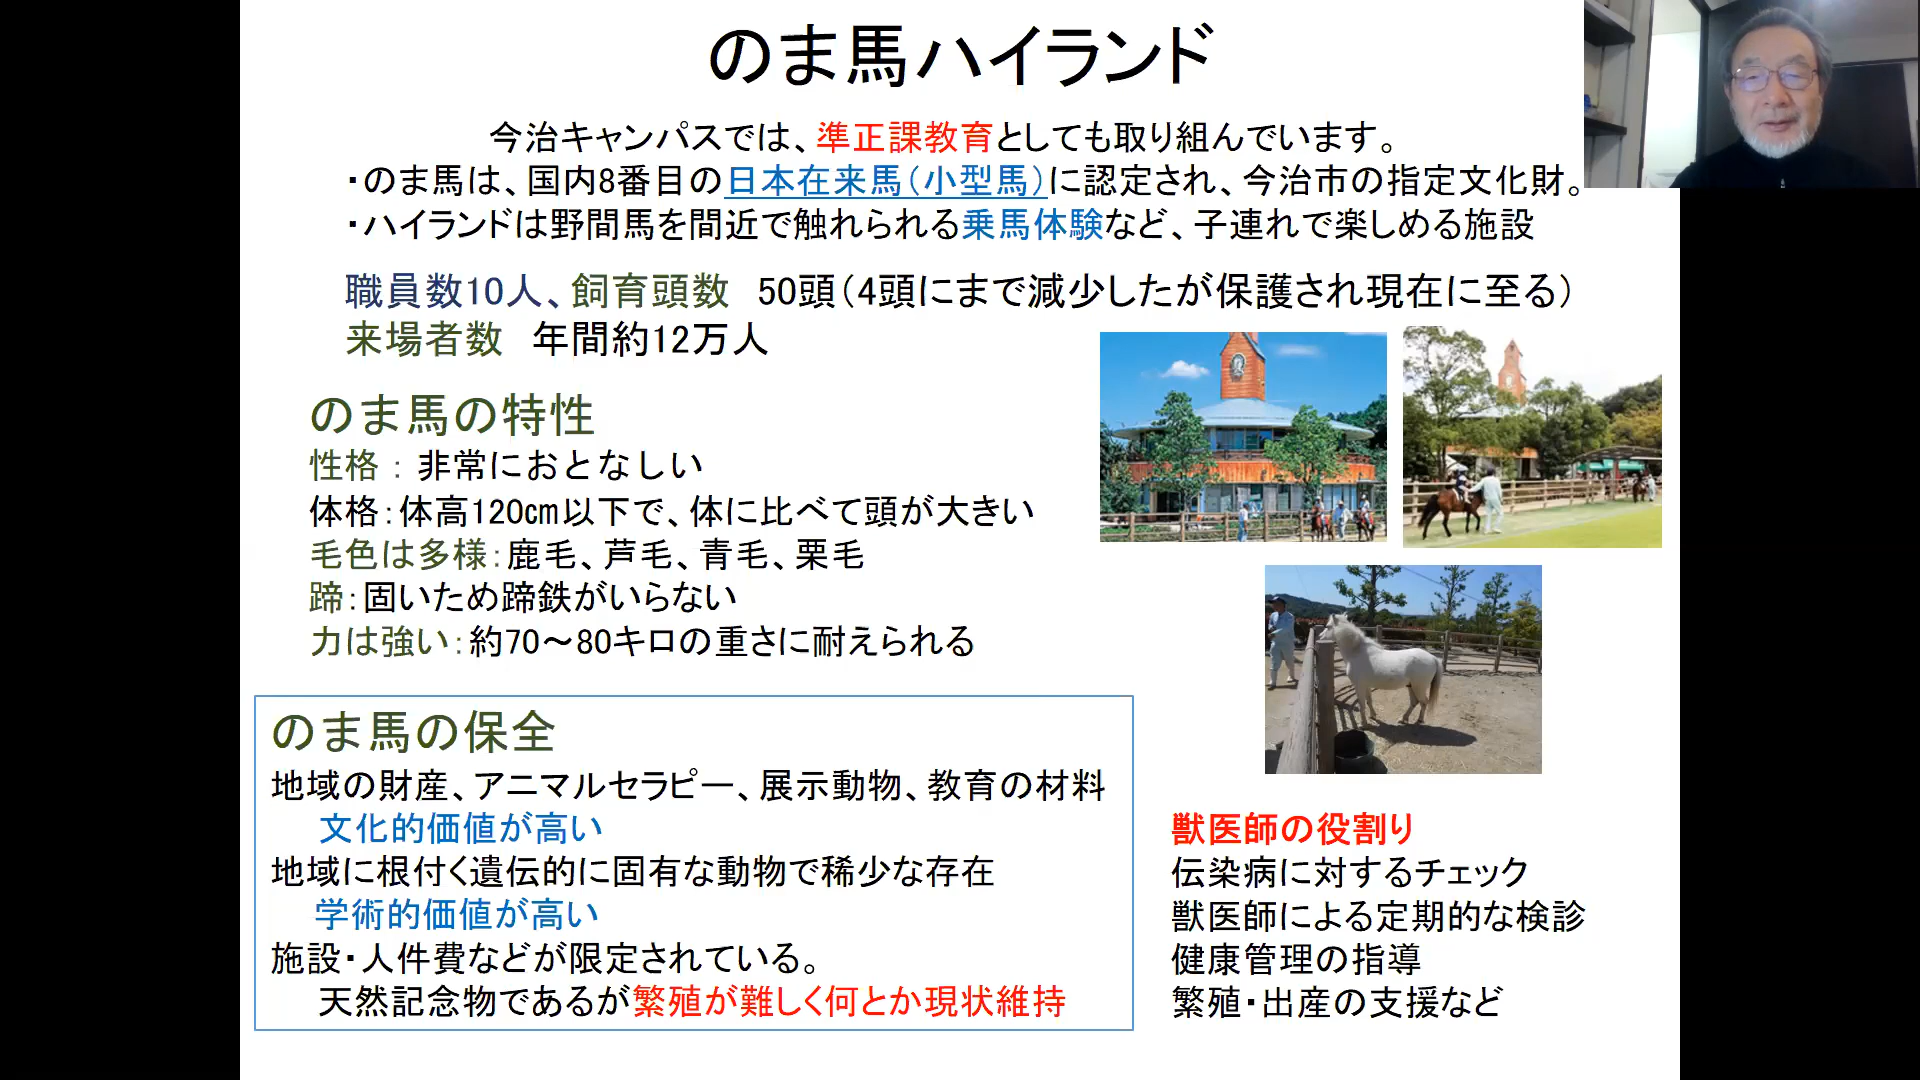 のま馬ハイランド
今治キャンパスでは、準正課教育としても取り組んでいます。
・のま馬は、国内8番目の日本在来馬（小型馬）に認定され、今治市の指定文化財。
・ハイランドは野間馬を間近で触れられる乗馬体験など、子連れで楽しめる施設
職員数10人、飼育頭数　50頭（4頭にまで減少したが保護され現在に至る）
来場者数　年間約12万人
のま馬の特性
性格：非常におとなしい
体格：体高120㎝以下で、体に比べて頭が大きい
毛色は多様：鹿毛、芦毛、青毛、栗毛
蹄：固いため蹄鉄がいらない
力は強い：約70～80キロの重さに耐えられる
のま馬の保全
地域の財産、アニマルセラピー、展示動物、教育の材料
文化的価値が高い
地域に根付く遺伝的に固有な動物で稀少な存在
学術的価値が高い
施設・人件費などが限定されている。
天然記念物であるが繁殖が難しく何とか現状維持
獣医師の役割り
伝染病に対するチェック
獣医師による定期的な検診
健康管理の指導
繁殖・出産の支援など